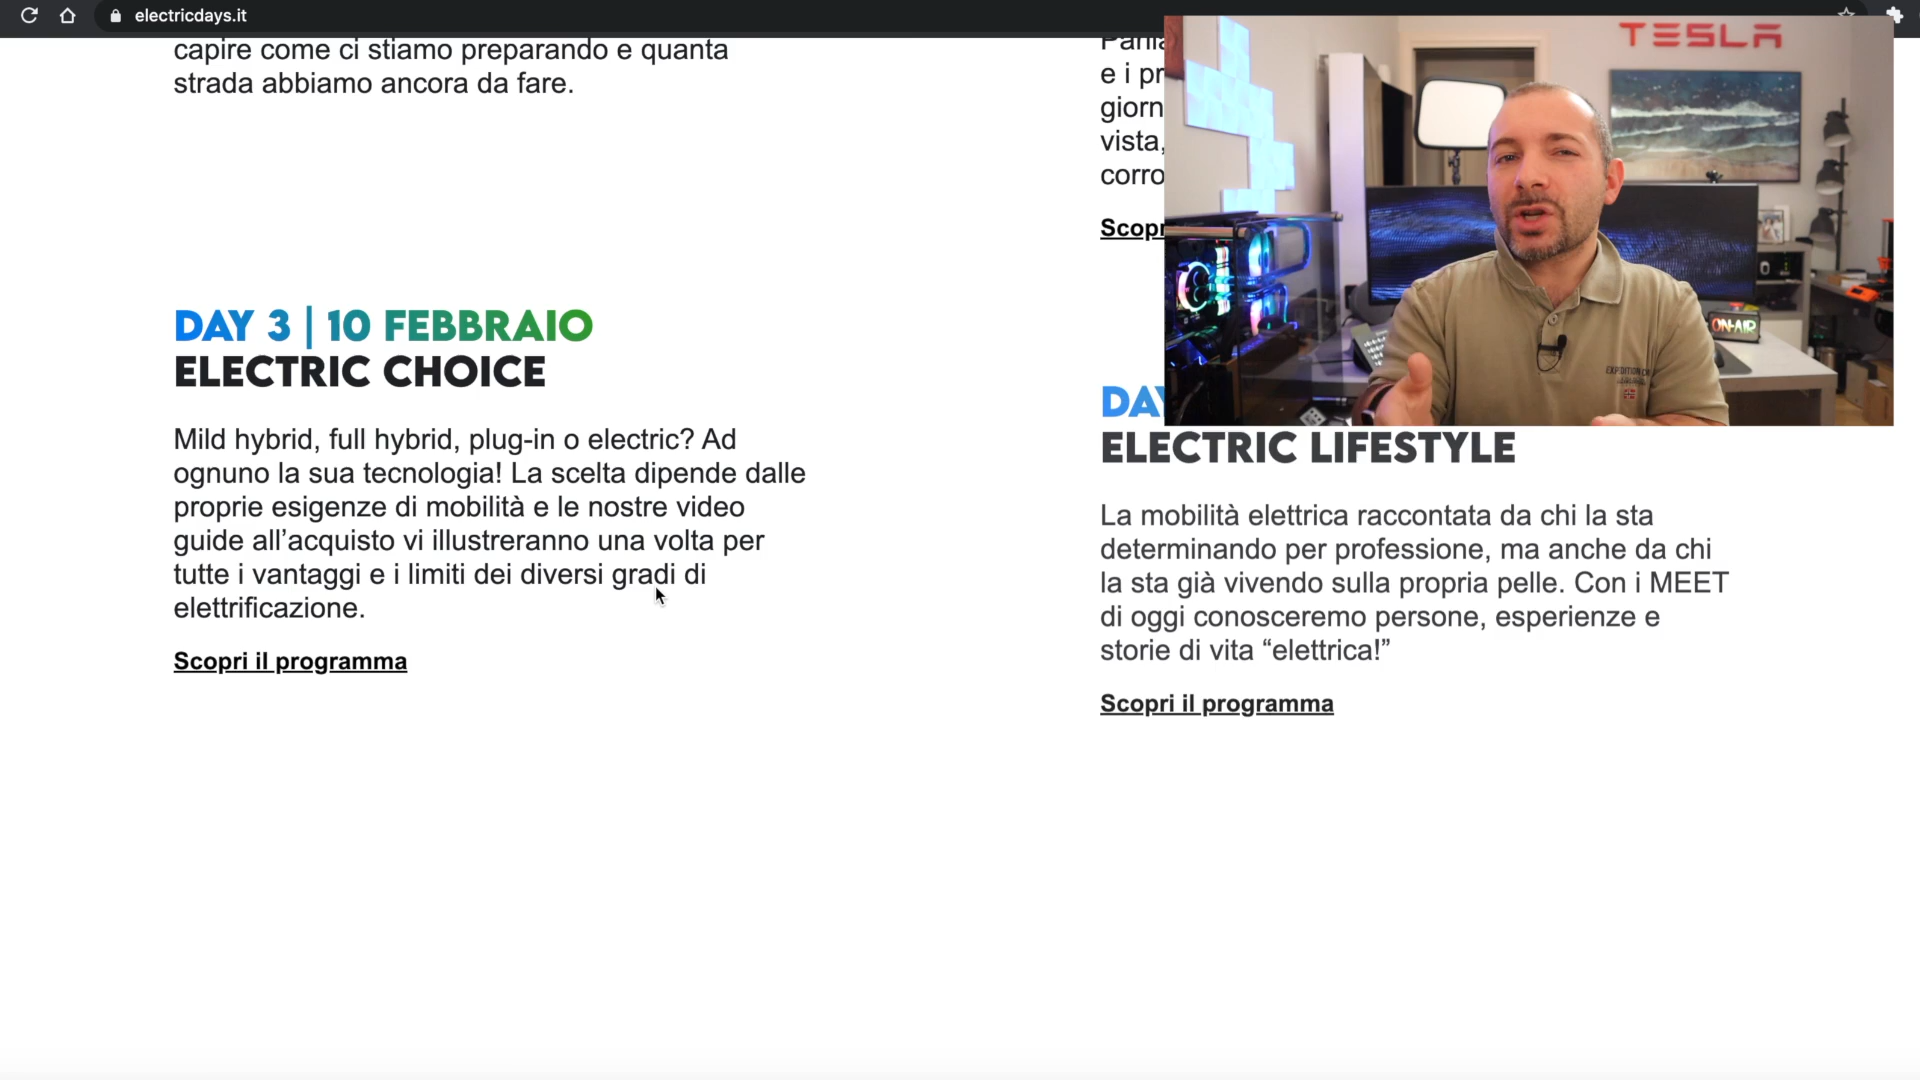 electricdays.it
capire come ci stiamo preparando e quanta
strada abbiamo ancora da fare.
DAY 3 | 10 FEBBRAIO
ELECTRIC CHOICE
Mild hybrid, full hybrid, plug-in o electric? Ad
ognuno la sua tecnologia! La scelta dipende dalle
proprie esigenze di mobilità e le nostre video
guide all’acquisto vi illustreranno una volta per
tutte i vantaggi e i limiti dei diversi gradi di
elettrificazione.
Scopri il programma
e i pr
giorn
vista,
corro
Scopr
TESLA
ON-AIR
DAY
ELECTRIC LIFESTYLE
La mobilità elettrica raccontata da chi la sta
determinando per professione, ma anche da chi
la sta già vivendo sulla propria pelle. Con i MEET
di oggi conosceremo persone, esperienze e
storie di vita “elettrica!”
Scopri il programma